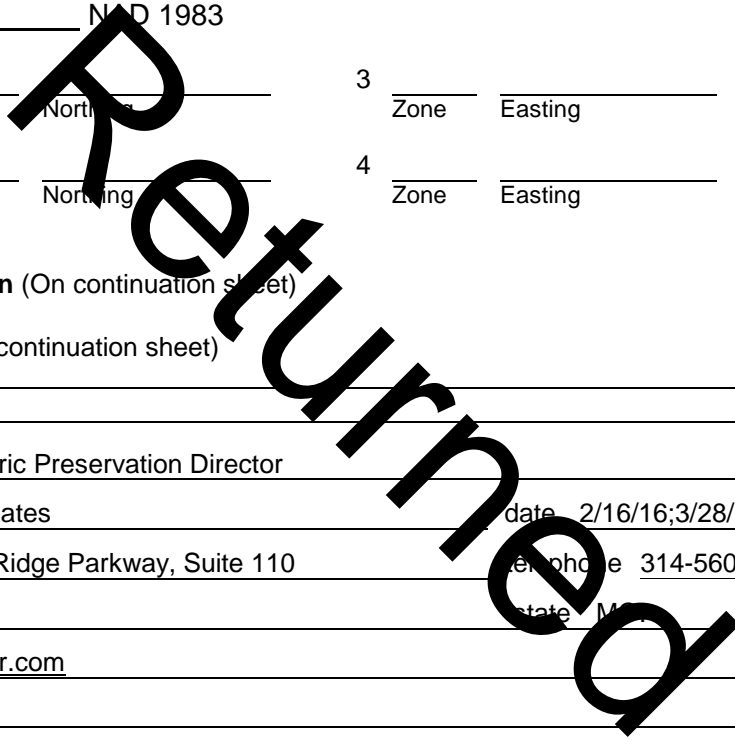 NAD 1983
3
Northing Zone Easting
4
Northing Zone Easting
n (On continuation sheet)
continuation sheet)
ric Preservation Director
ates date 2/16/16;3/28/
Ridge Parkway, Suite 110 telephone 314-560
state
r.com
Returned